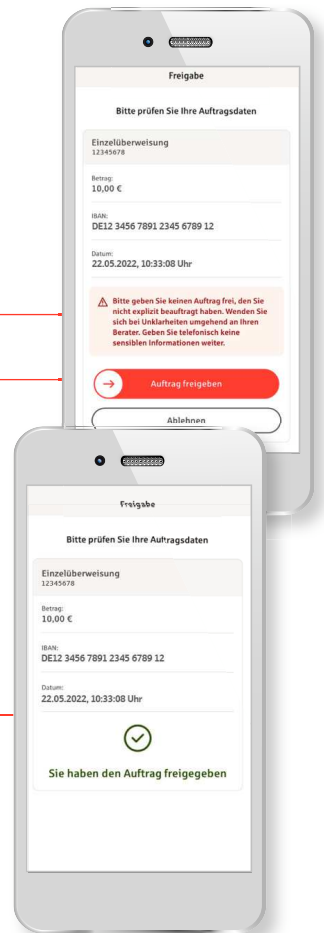 Freigabe
Bitte prüfen Sie Ihre Auftragsdaten
Einzelüberweisung
12345678
Betrag:
10,00 €
IBAN:
DE12 3456 7891 2345 6789 12
Datum:
22.05.2022, 10:33:08 Uhr
Bitte geben Sie keinen Auftrag frei, den Sie
nicht explizit beauftragt haben. Wenden Sie
sich bei Unklarheiten umgehend an Ihren
Berater. Geben Sie telefonisch keine
sensiblen Informationen weiter.
Auftrag freigeben
Ablehnen
Freigabe
Bitte prüfen Sie Ihre Auftragsdaten
Einzelüberweisung
12345678
Betrag:
10,00 €
IBAN:
DE12 3456 7891 2345 6789 12
Datum:
22.05.2022, 10:33:08 Uhr
Sie haben den Auftrag freigegeben